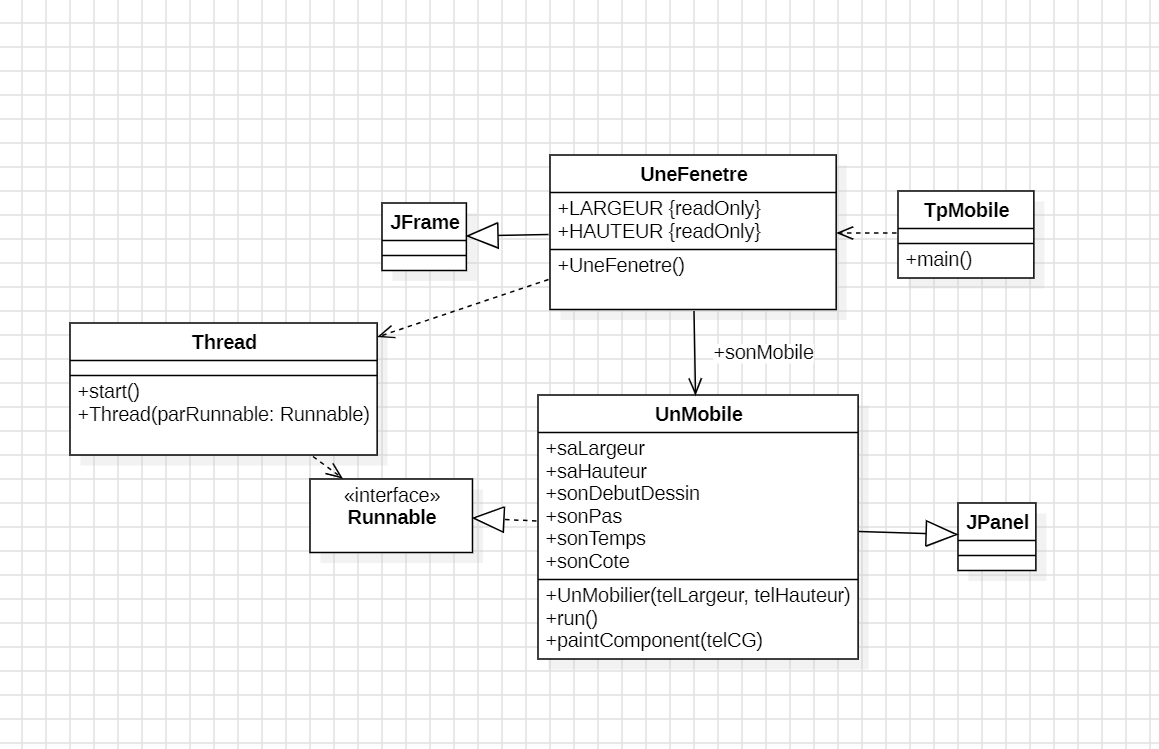 UneFenetre
+LARGEUR {readOnly}
+HAUTEUR {readOnly}
+UneFenetre()
TpMobile
+main()
JFrame
Thread
+start()
+Thread(parRunnable: Runnable)
+sonMobile
«interface»
Runnable
UnMobile
+saLargeur
+saHauteur
+sonDebutDessin
+sonPas
+sonTemps
+sonCote
+UnMobilier(telLargeur, telHauteur)
+run()
+paintComponent(telCG)
JPanel